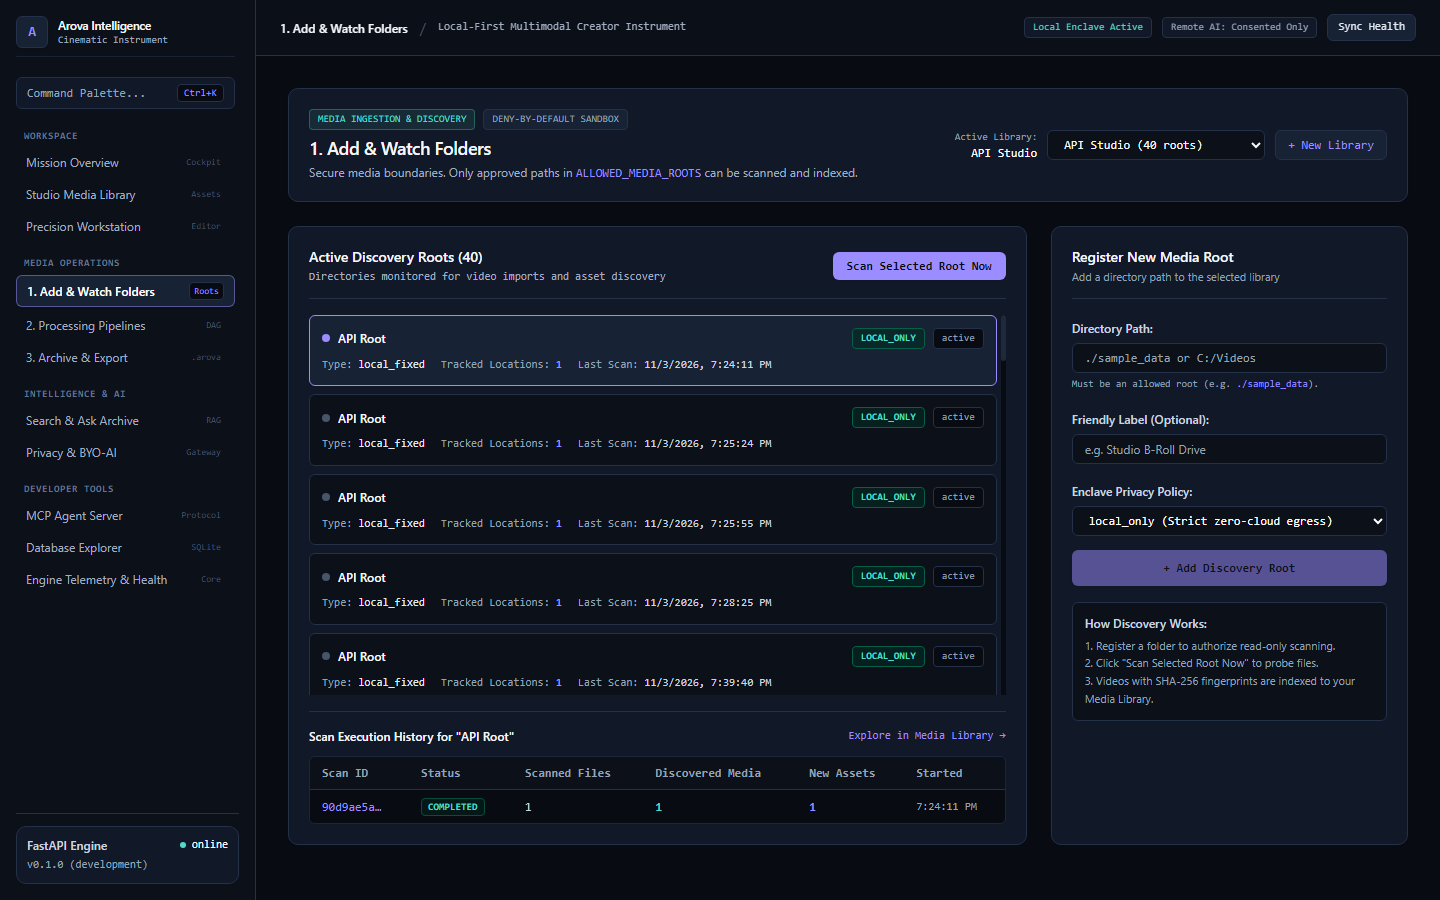 A
Arova Intelligence
Cinematic Instrument
Command Palette... Ctrl+K
WORKSPACE
Mission Overview Cockpit
Studio Media Library Assets
Precision Workstation Editor
MEDIA OPERATIONS
1. Add & Watch Folders Roots
2. Processing Pipelines DAG
3. Archive & Export .arova
INTELLIGENCE & AI
Search & Ask Archive RAG
Privacy & BYO-AI Gateway
DEVELOPER TOOLS
MCP Agent Server Protocol
Database Explorer SQLite
Engine Telemetry & Health Core
FastAPI Engine online
v0.1.0 (development)
1. Add & Watch Folders / Local-First Multimodal Creator Instrument
Local Enclave Active Remote AI: Consented Only Sync Health
MEDIA INGESTION & DISCOVERY DENY-BY-DEFAULT SANDBOX
1. Add & Watch Folders
Secure media boundaries. Only approved paths in ALLOWED_MEDIA_ROOTS can be scanned and indexed.
Active Library:
API Studio
API Studio (40 roots)
+ New Library
Active Discovery Roots (40)
Directories monitored for video imports and asset discovery
Scan Selected Root Now
API Root LOCAL_ONLY active
Type: local_fixed Tracked Locations: 1 Last Scan: 11/3/2026, 7:24:11 PM
API Root LOCAL_ONLY active
Type: local_fixed Tracked Locations: 1 Last Scan: 11/3/2026, 7:25:24 PM
API Root LOCAL_ONLY active
Type: local_fixed Tracked Locations: 1 Last Scan: 11/3/2026, 7:25:55 PM
API Root LOCAL_ONLY active
Type: local_fixed Tracked Locations: 1 Last Scan: 11/3/2026, 7:28:25 PM
API Root LOCAL_ONLY active
Type: local_fixed Tracked Locations: 1 Last Scan: 11/3/2026, 7:39:40 PM
Scan Execution History for "API Root" Explore in Media Library →
Scan ID Status Scanned Files Discovered Media New Assets Started
90d9ae5a… COMPLETED 1 1 1 7:24:11 PM
Register New Media Root
Add a directory path to the selected library
Directory Path:
./sample_data or C:/Videos
Must be an allowed root (e.g. ./sample_data).
Friendly Label (Optional):
e.g. Studio B-Roll Drive
Enclave Privacy Policy:
local_only (Strict zero-cloud egress)
+ Add Discovery Root
How Discovery Works:
1. Register a folder to authorize read-only scanning.
2. Click "Scan Selected Root Now" to probe files.
3. Videos with SHA-256 fingerprints are indexed to your
Media Library.